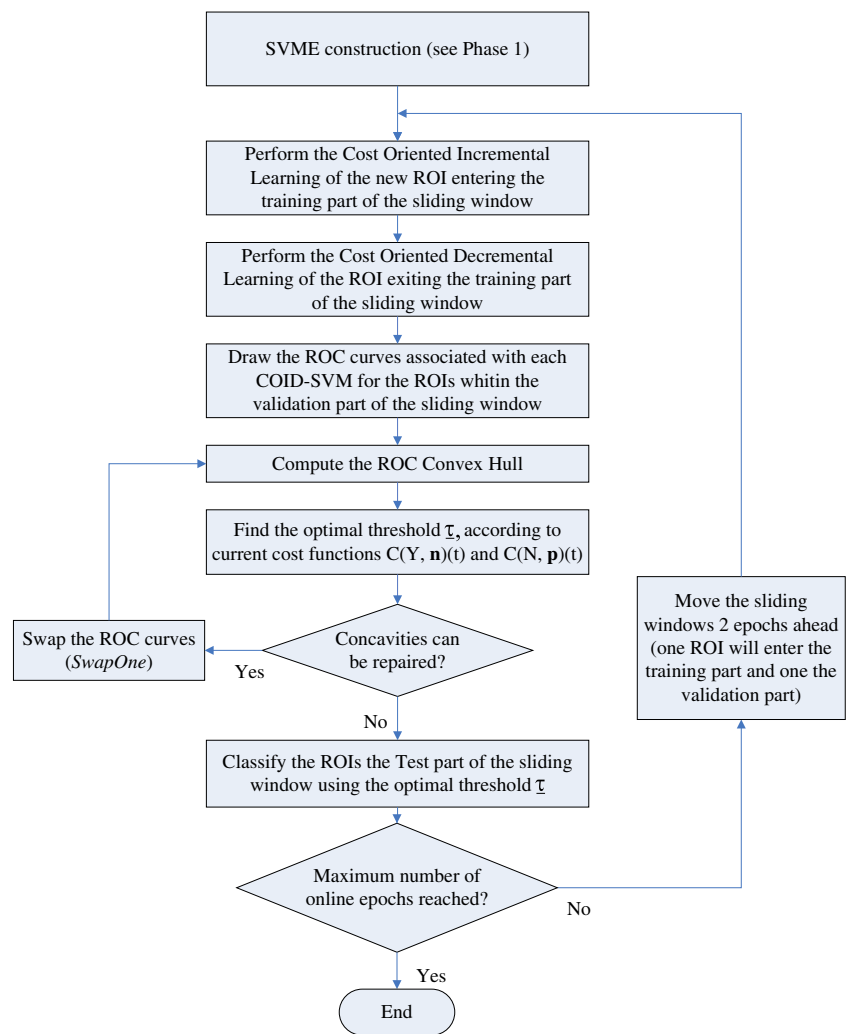 SVME construction (see Phase 1)
Perform the Cost Oriented Incremental
Learning of the new ROI entering the
training part of the sliding window
Perform the Cost Oriented Decremental
Learning of the ROI exiting the training part
of the sliding window
Draw the ROC curves associated with each
COID-SVM for the ROIs whitin the
validation part of the sliding window
Compute the ROC Convex Hull
Find the optimal threshold τ, according to
current cost functions C(Y, n)(t) and C(N, p)(t)
Concavities can
be repaired?
Yes
Swap the ROC curves
(SwapOne)
No
Classify the ROIs the Test part of the sliding
window using the optimal threshold τ
Maximum number of
online epochs reached?
No
Move the sliding
windows 2 epochs ahead
(one ROI will enter the
training part and one the
validation part)
Yes
End